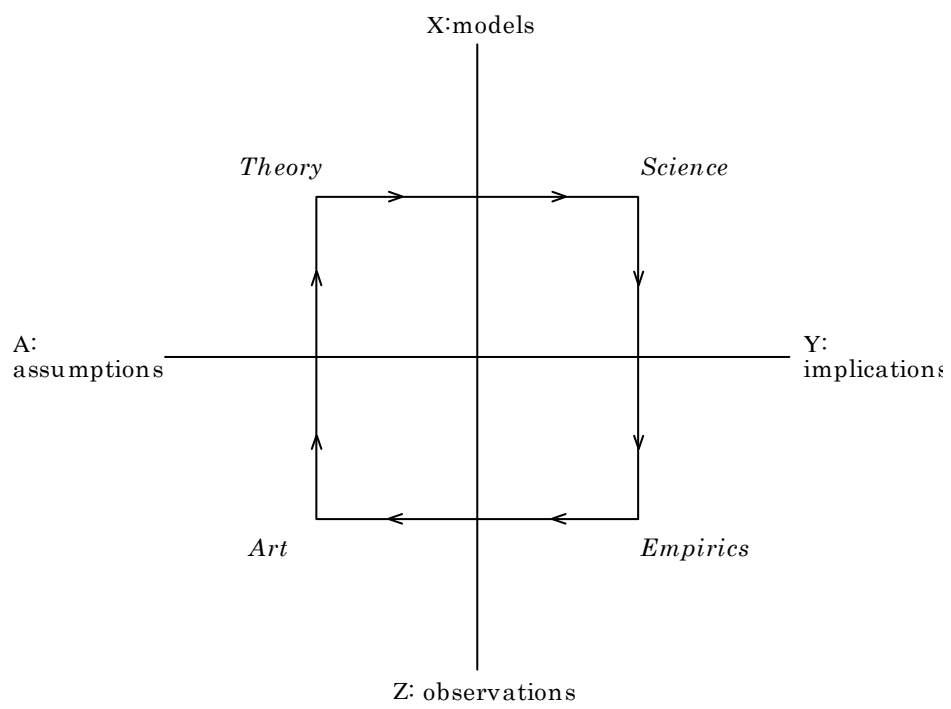 X:models
Theory
Science
A:
assumptions
Y:
implications
Art
Empirics
Z: observations